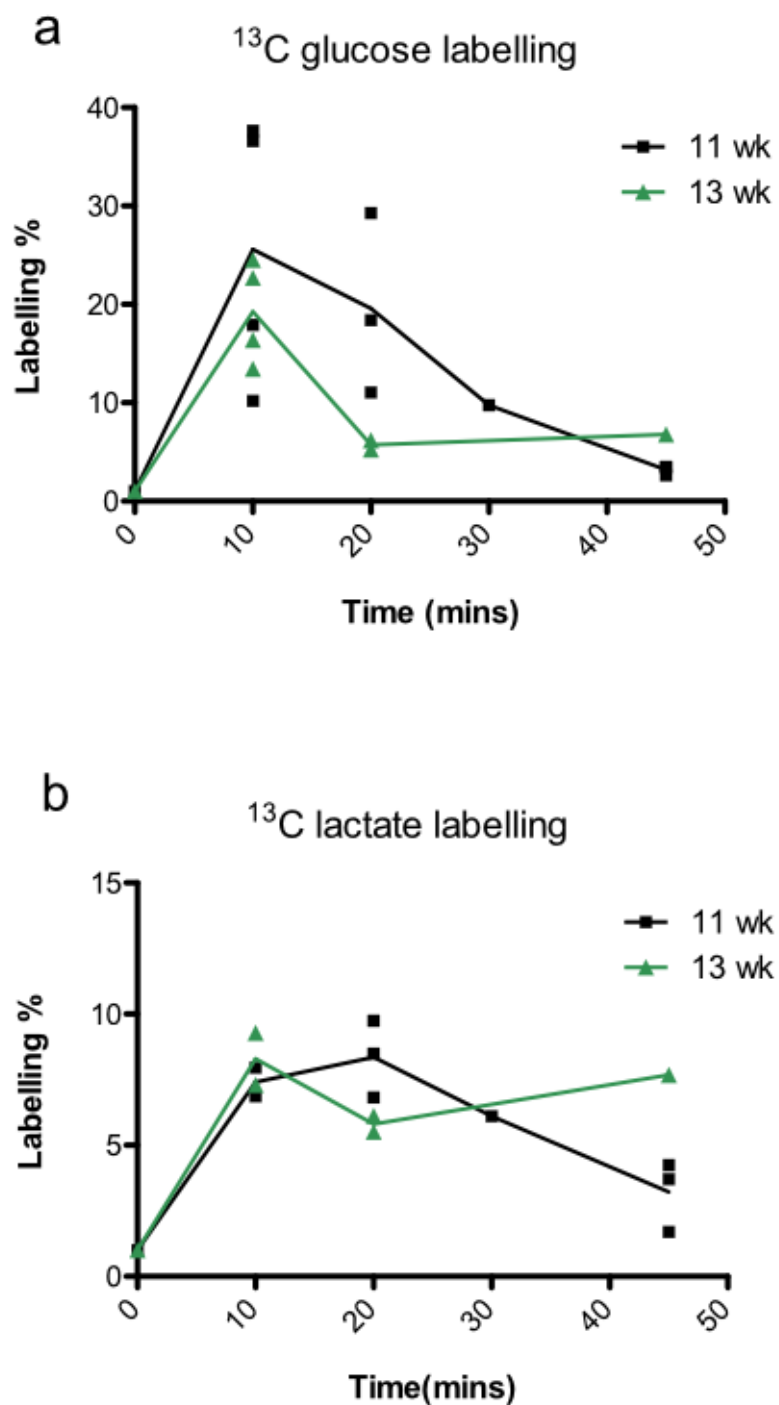 a
¹³C glucose labelling
40
30
20
10
0
Labelling %
11 wk
13 wk
0 10 20 30 40 50
Time (mins)
b
¹³C lactate labelling
15
10
5
0
Labelling %
11 wk
13 wk
0 10 20 30 40 50
Time(mins)